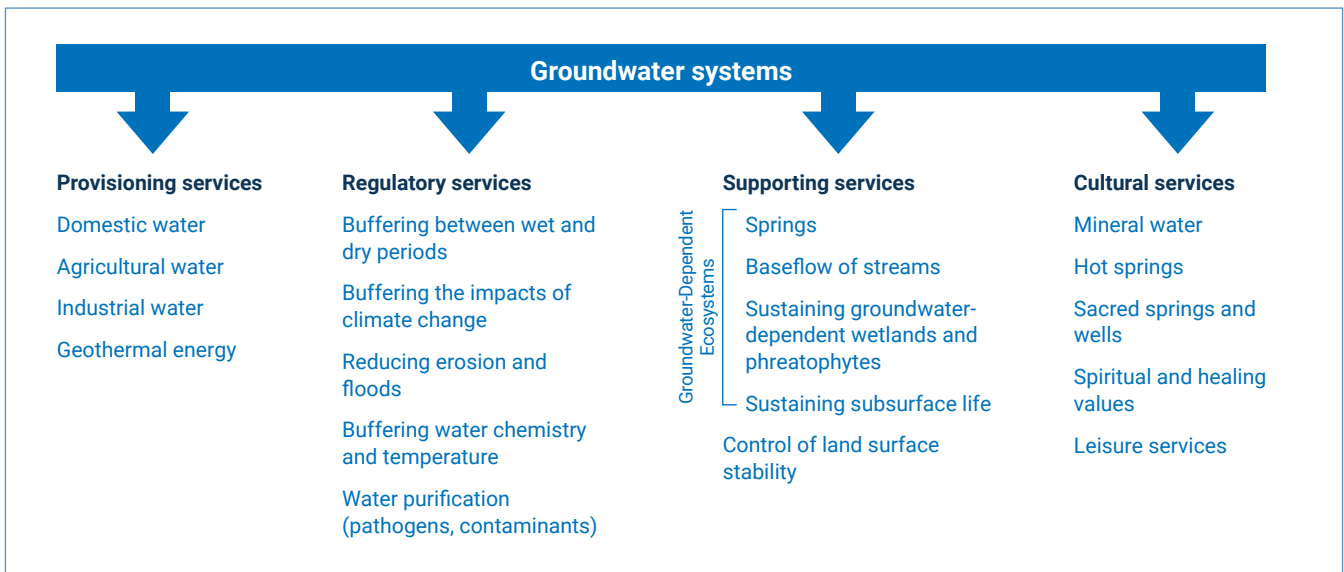 Groundwater systems
Provisioning services
Domestic water
Agricultural water
Industrial water
Geothermal energy
Regulatory services
Buffering between wet and
dry periods
Buffering the impacts of
climate change
Reducing erosion and
floods
Buffering water chemistry
and temperature
Water purification
(pathogens, contaminants)
Supporting services
Groundwater-Dependent
Ecosystems
Springs
Baseflow of streams
Sustaining groundwater-
dependent wetlands and
phreatophytes
Sustaining subsurface life
Control of land surface
stability
Cultural services
Mineral water
Hot springs
Sacred springs and
wells
Spiritual and healing
values
Leisure services